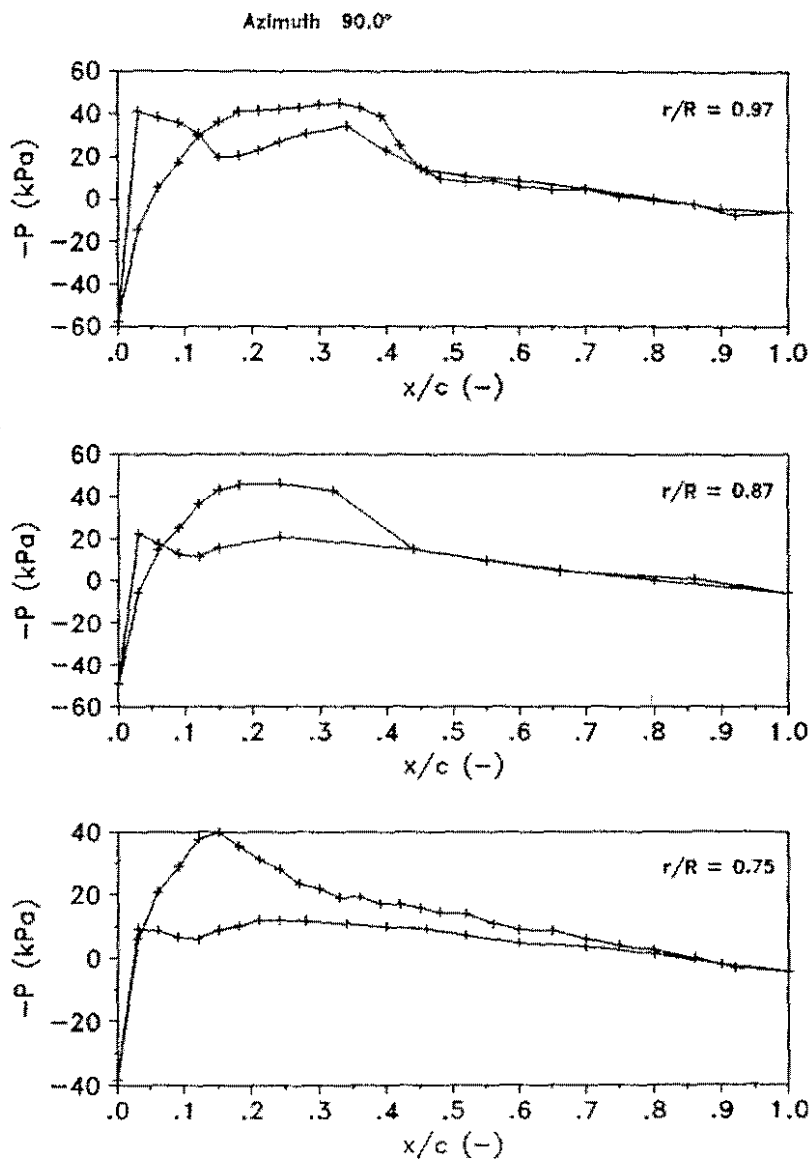 Azimuth 90.0°
60
40
20
0
−20
−40
−60
−P (kPa)
r/R = 0.97
.0 .1 .2 .3 .4 .5 .6 .7 .8 .9 1.0
x/c (−)
60
40
20
0
−20
−40
−60
−P (kPa)
r/R = 0.87
.0 .1 .2 .3 .4 .5 .6 .7 .8 .9 1.0
x/c (−)
40
20
0
−20
−40
−P (kPa)
r/R = 0.75
.0 .1 .2 .3 .4 .5 .6 .7 .8 .9 1.0
x/c (−)